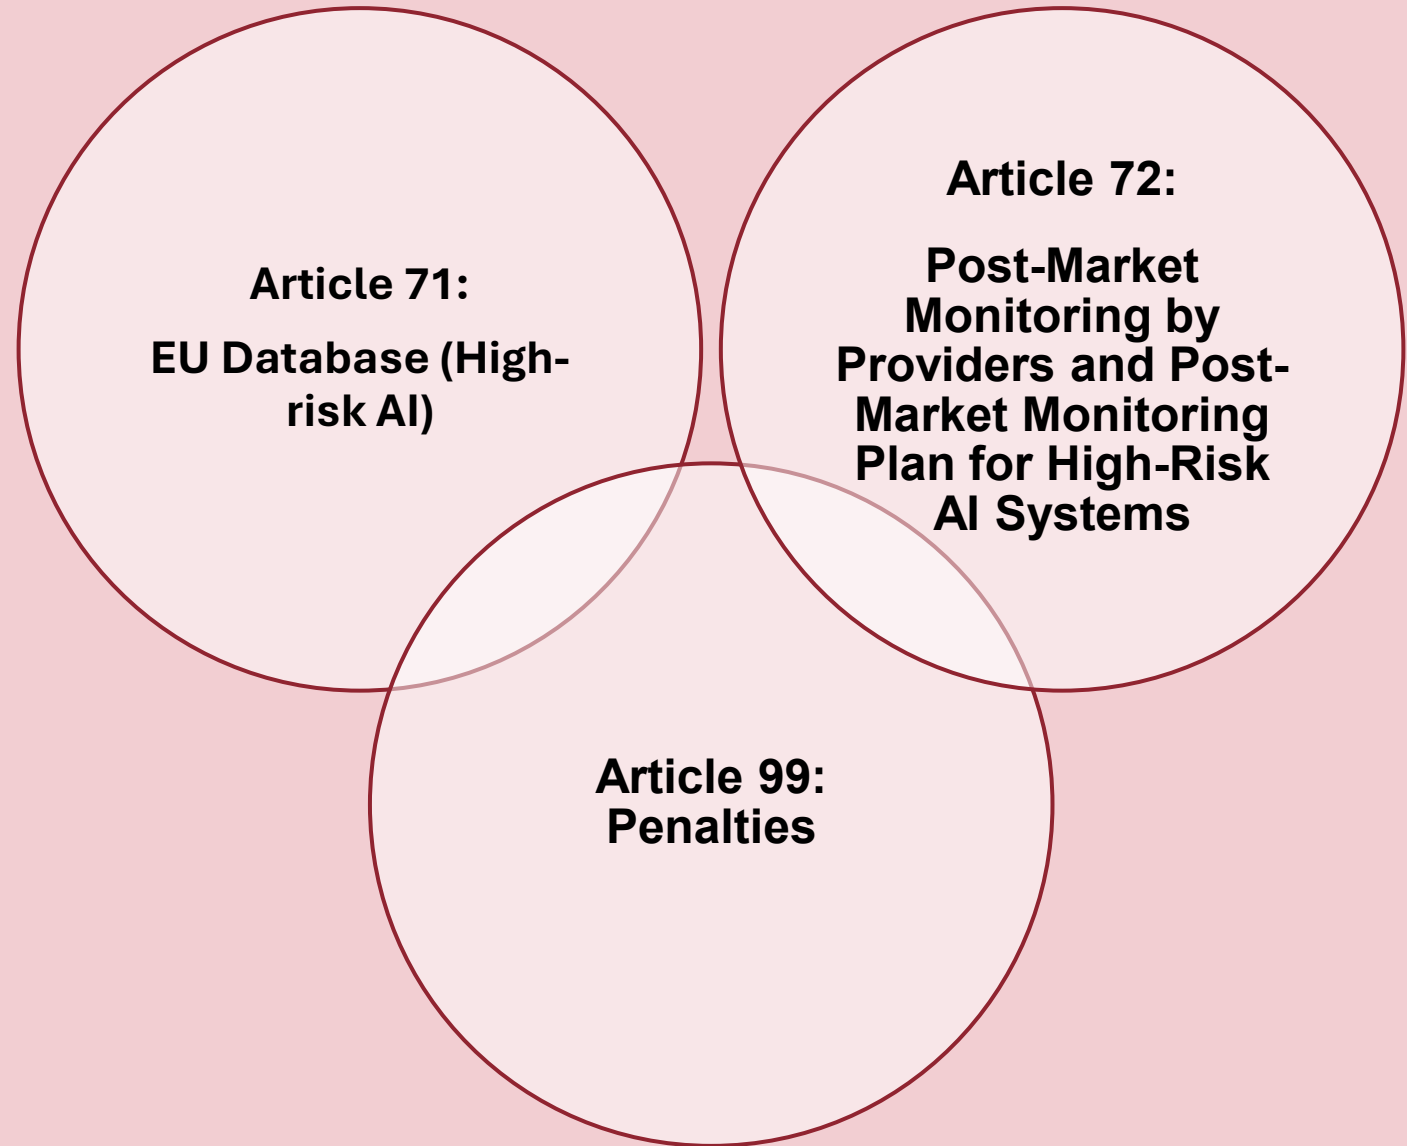 Article 71:
EU Database (High-
risk AI)
Article 72:
Post-Market
Monitoring by
Providers and Post-
Market Monitoring
Plan for High-Risk
AI Systems
Article 99:
Penalties